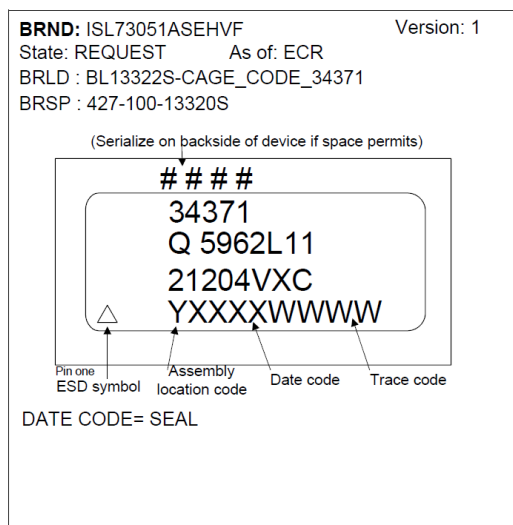 BRND: ISL73051ASEHVF Version: 1
State: REQUEST As of: ECR
BRLD : BL13322S-CAGE_CODE_34371
BRSP : 427-100-13320S
(Serialize on backside of device if space permits)
# # # #
34371
Q 5962L11
21204VXC
YXXXXWWWW
Pin one
ESD symbol
Assembly
location code
Date code
Trace code
DATE CODE= SEAL